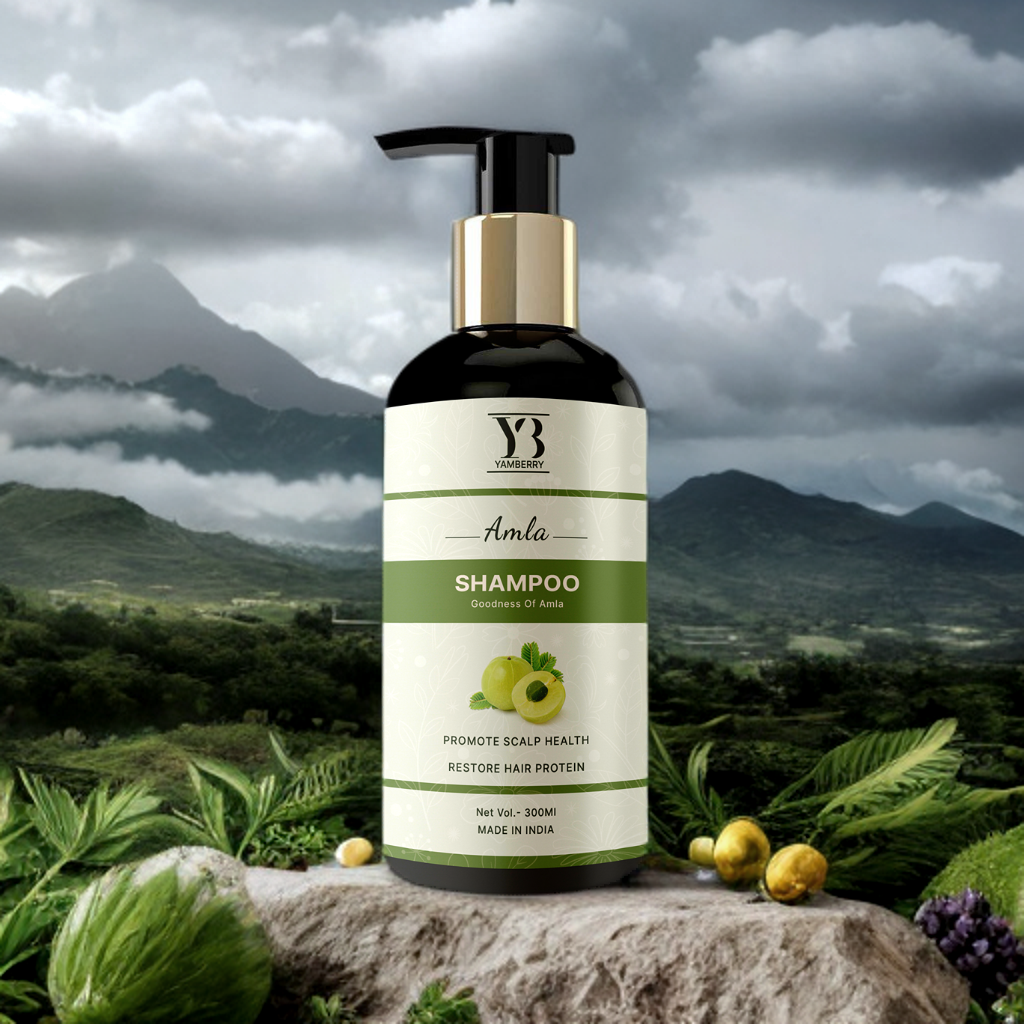 YB
YAMBERRY
Amla
SHAMPOO
Goodness Of Amla
PROMOTE SCALP HEALTH
RESTORE HAIR PROTEIN
Net Vol.- 300Ml
MADE IN INDIA